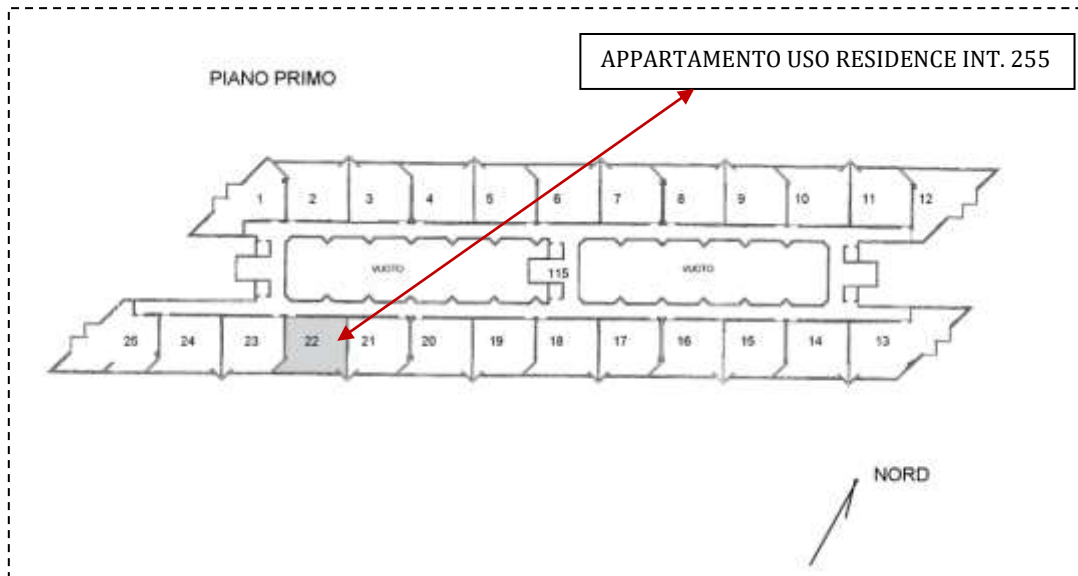 APPARTAMENTO USO RESIDENCE INT. 255
PIANO PRIMO
1 2 3 4 5 6 7 8 9 10 11 12
VUOTO 115 VUOTO
25 24 23 22 21 20 19 18 17 16 15 14 13
NORD